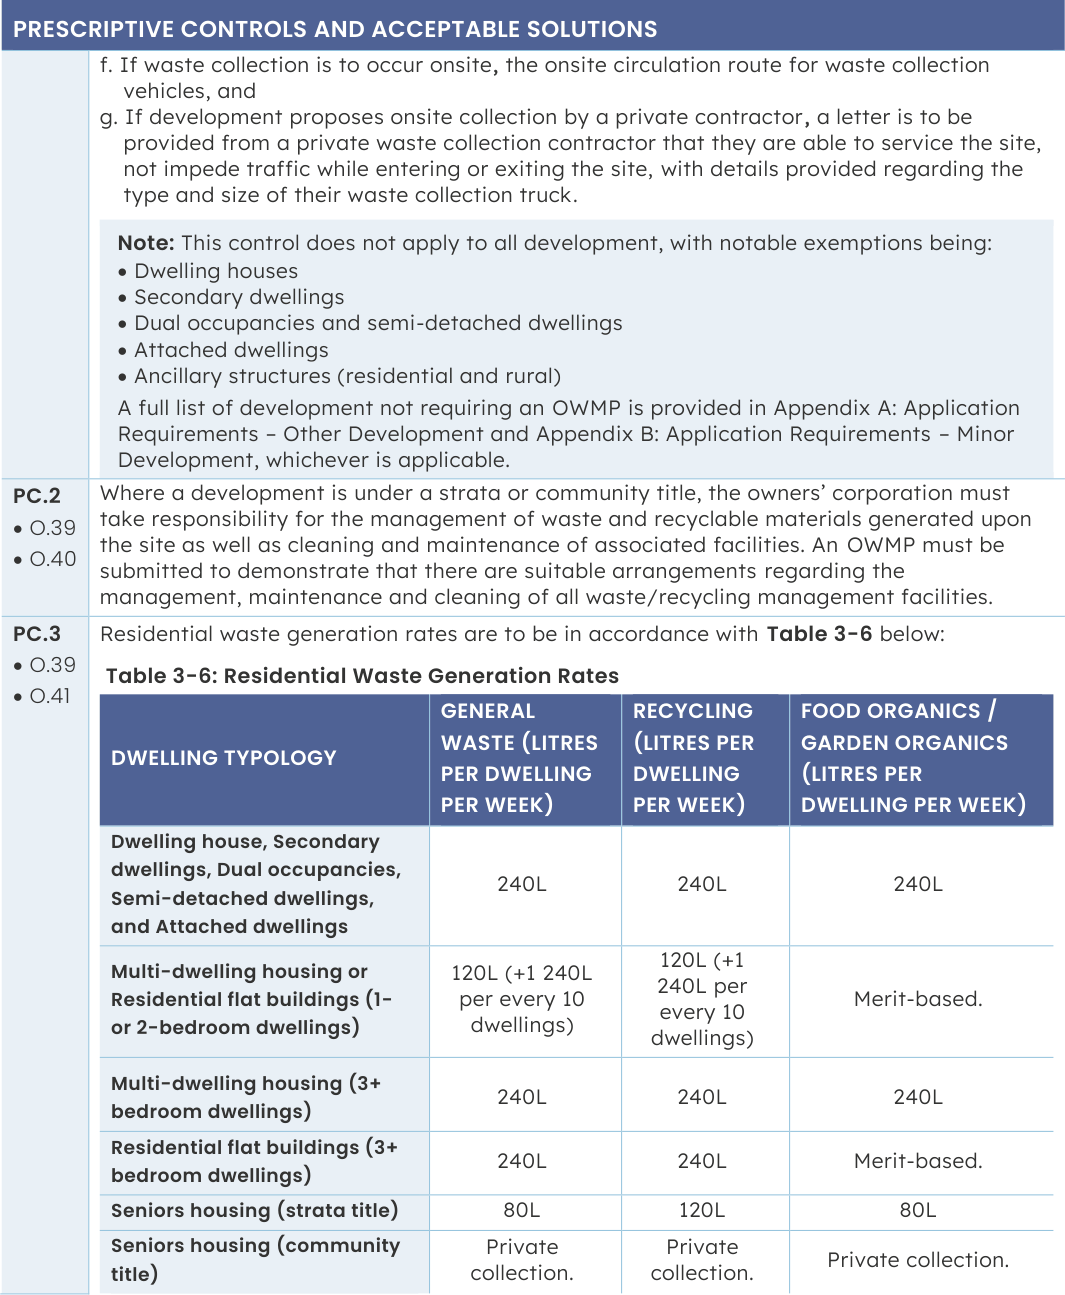 PRESCRIPTIVE CONTROLS AND ACCEPTABLE SOLUTIONS
f. If waste collection is to occur onsite, the onsite circulation route for waste collection
vehicles, and
g. If development proposes onsite collection by a private contractor, a letter is to be
provided from a private waste collection contractor that they are able to service the site,
not impede traffic while entering or exiting the site, with details provided regarding the
type and size of their waste collection truck.
Note: This control does not apply to all development, with notable exemptions being:
• Dwelling houses
• Secondary dwellings
• Dual occupancies and semi-detached dwellings
• Attached dwellings
• Ancillary structures (residential and rural)
A full list of development not requiring an OWMP is provided in Appendix A: Application
Requirements – Other Development and Appendix B: Application Requirements – Minor
Development, whichever is applicable.
PC.2
• O.39
• O.40
Where a development is under a strata or community title, the owners’ corporation must
take responsibility for the management of waste and recyclable materials generated upon
the site as well as cleaning and maintenance of associated facilities. An OWMP must be
submitted to demonstrate that there are suitable arrangements regarding the
management, maintenance and cleaning of all waste/recycling management facilities.
PC.3
• O.39
• O.41
Residential waste generation rates are to be in accordance with Table 3-6 below:
Table 3-6: Residential Waste Generation Rates
DWELLING TYPOLOGY
GENERAL
WASTE (LITRES
PER DWELLING
PER WEEK)
RECYCLING
(LITRES PER
DWELLING
PER WEEK)
FOOD ORGANICS /
GARDEN ORGANICS
(LITRES PER
DWELLING PER WEEK)
Dwelling house, Secondary
dwellings, Dual occupancies,
Semi-detached dwellings,
and Attached dwellings
240L
240L
240L
Multi-dwelling housing or
Residential flat buildings (1-
or 2-bedroom dwellings)
120L (+1 240L
per every 10
dwellings)
120L (+1
240L per
every 10
dwellings)
Merit-based.
Multi-dwelling housing (3+
bedroom dwellings)
240L
240L
240L
Residential flat buildings (3+
bedroom dwellings)
240L
240L
Merit-based.
Seniors housing (strata title)
80L
120L
80L
Seniors housing (community
title)
Private
collection.
Private
collection.
Private collection.